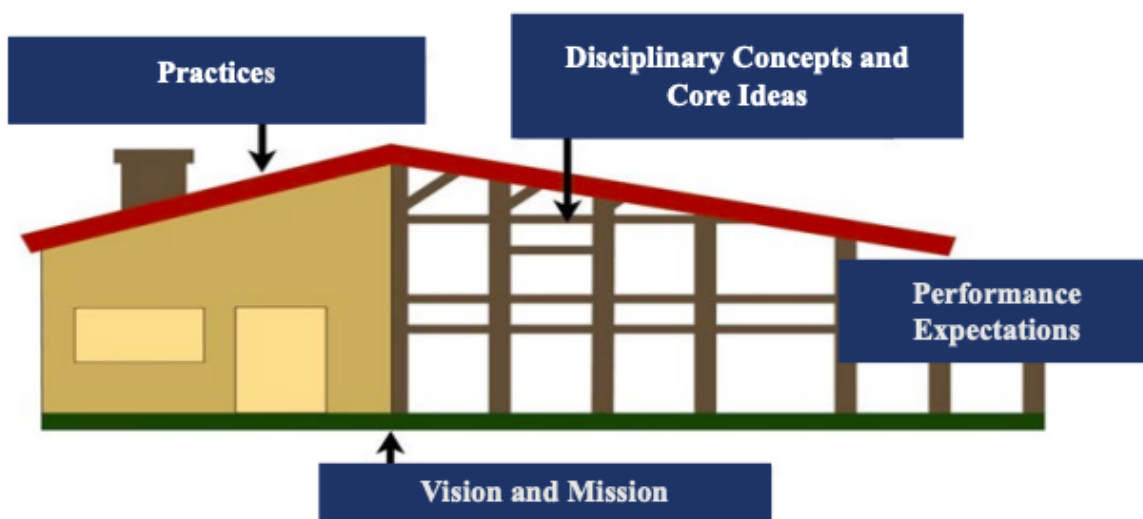 Practices
Disciplinary Concepts and
Core Ideas
Performance
Expectations
Vision and Mission